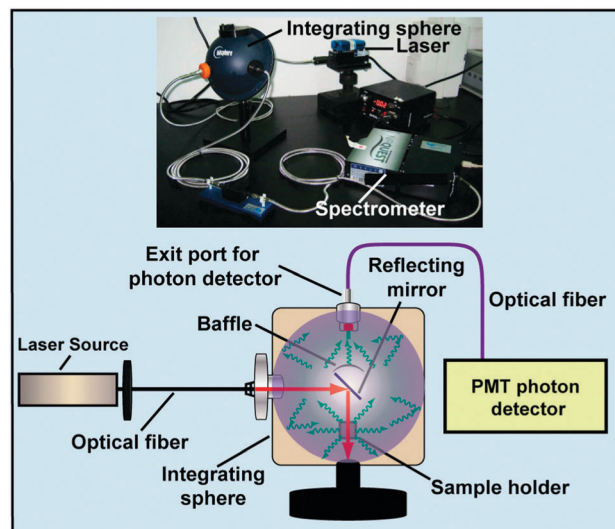 Integrating sphere
Laser
Spectrometer
Exit port for
photon detector
Reflecting
mirror
Optical fiber
Baffle
Laser Source
PMT photon
detector
Optical fiber
Integrating
sphere
Sample holder